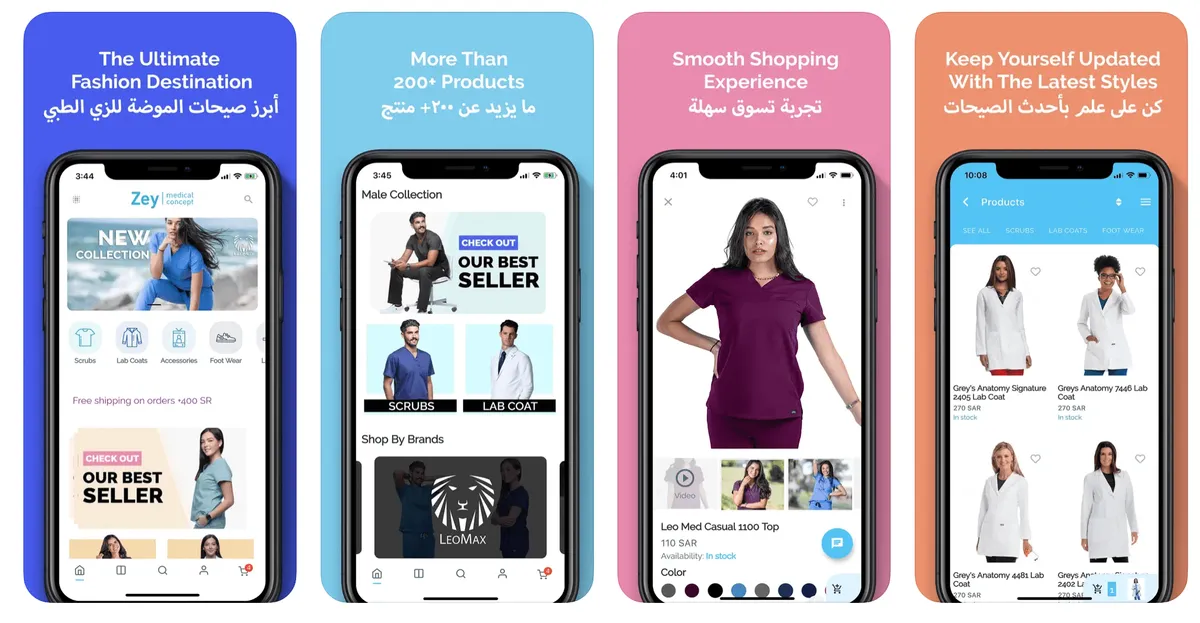 The Ultimate
Fashion Destination
أبرز صيحات الموضة للزي الطبي
3:44
Zey medical
concept
NEW
COLLECTION
Scrubs
Lab Coats
Accessories
Foot Wear
L
Free shipping on orders +400 SR
CHECK OUT
OUR BEST
SELLER
More Than
200+ Products
ما يزيد عن ٢٠٠+ منتج
3:45
Male Collection
CHECK OUT
OUR BEST
SELLER
SCRUBS
LAB COAT
Shop By Brands
LEOMAX
Smooth Shopping
Experience
تجربة تسوق سهلة
4:01
Video
Leo Med Casual 1100 Top
110 SAR
Availability: In stock
Color
Keep Yourself Updated
With The Latest Styles
كن على علم بأحدث الصيحات
10:08
Products
SEE ALL
SCRUBS
LAB COATS
FOOT WEAR
Grey's Anatomy Signature
2405 Lab Coat
270 SAR
In stock
Greys Anatomy 7446 Lab
Coat
270 SAR
In stock
Grey's Anatomy 4481 Lab
Coat
270 SAR
Grey's Anatomy Signature
2402 La
270 SAR
1